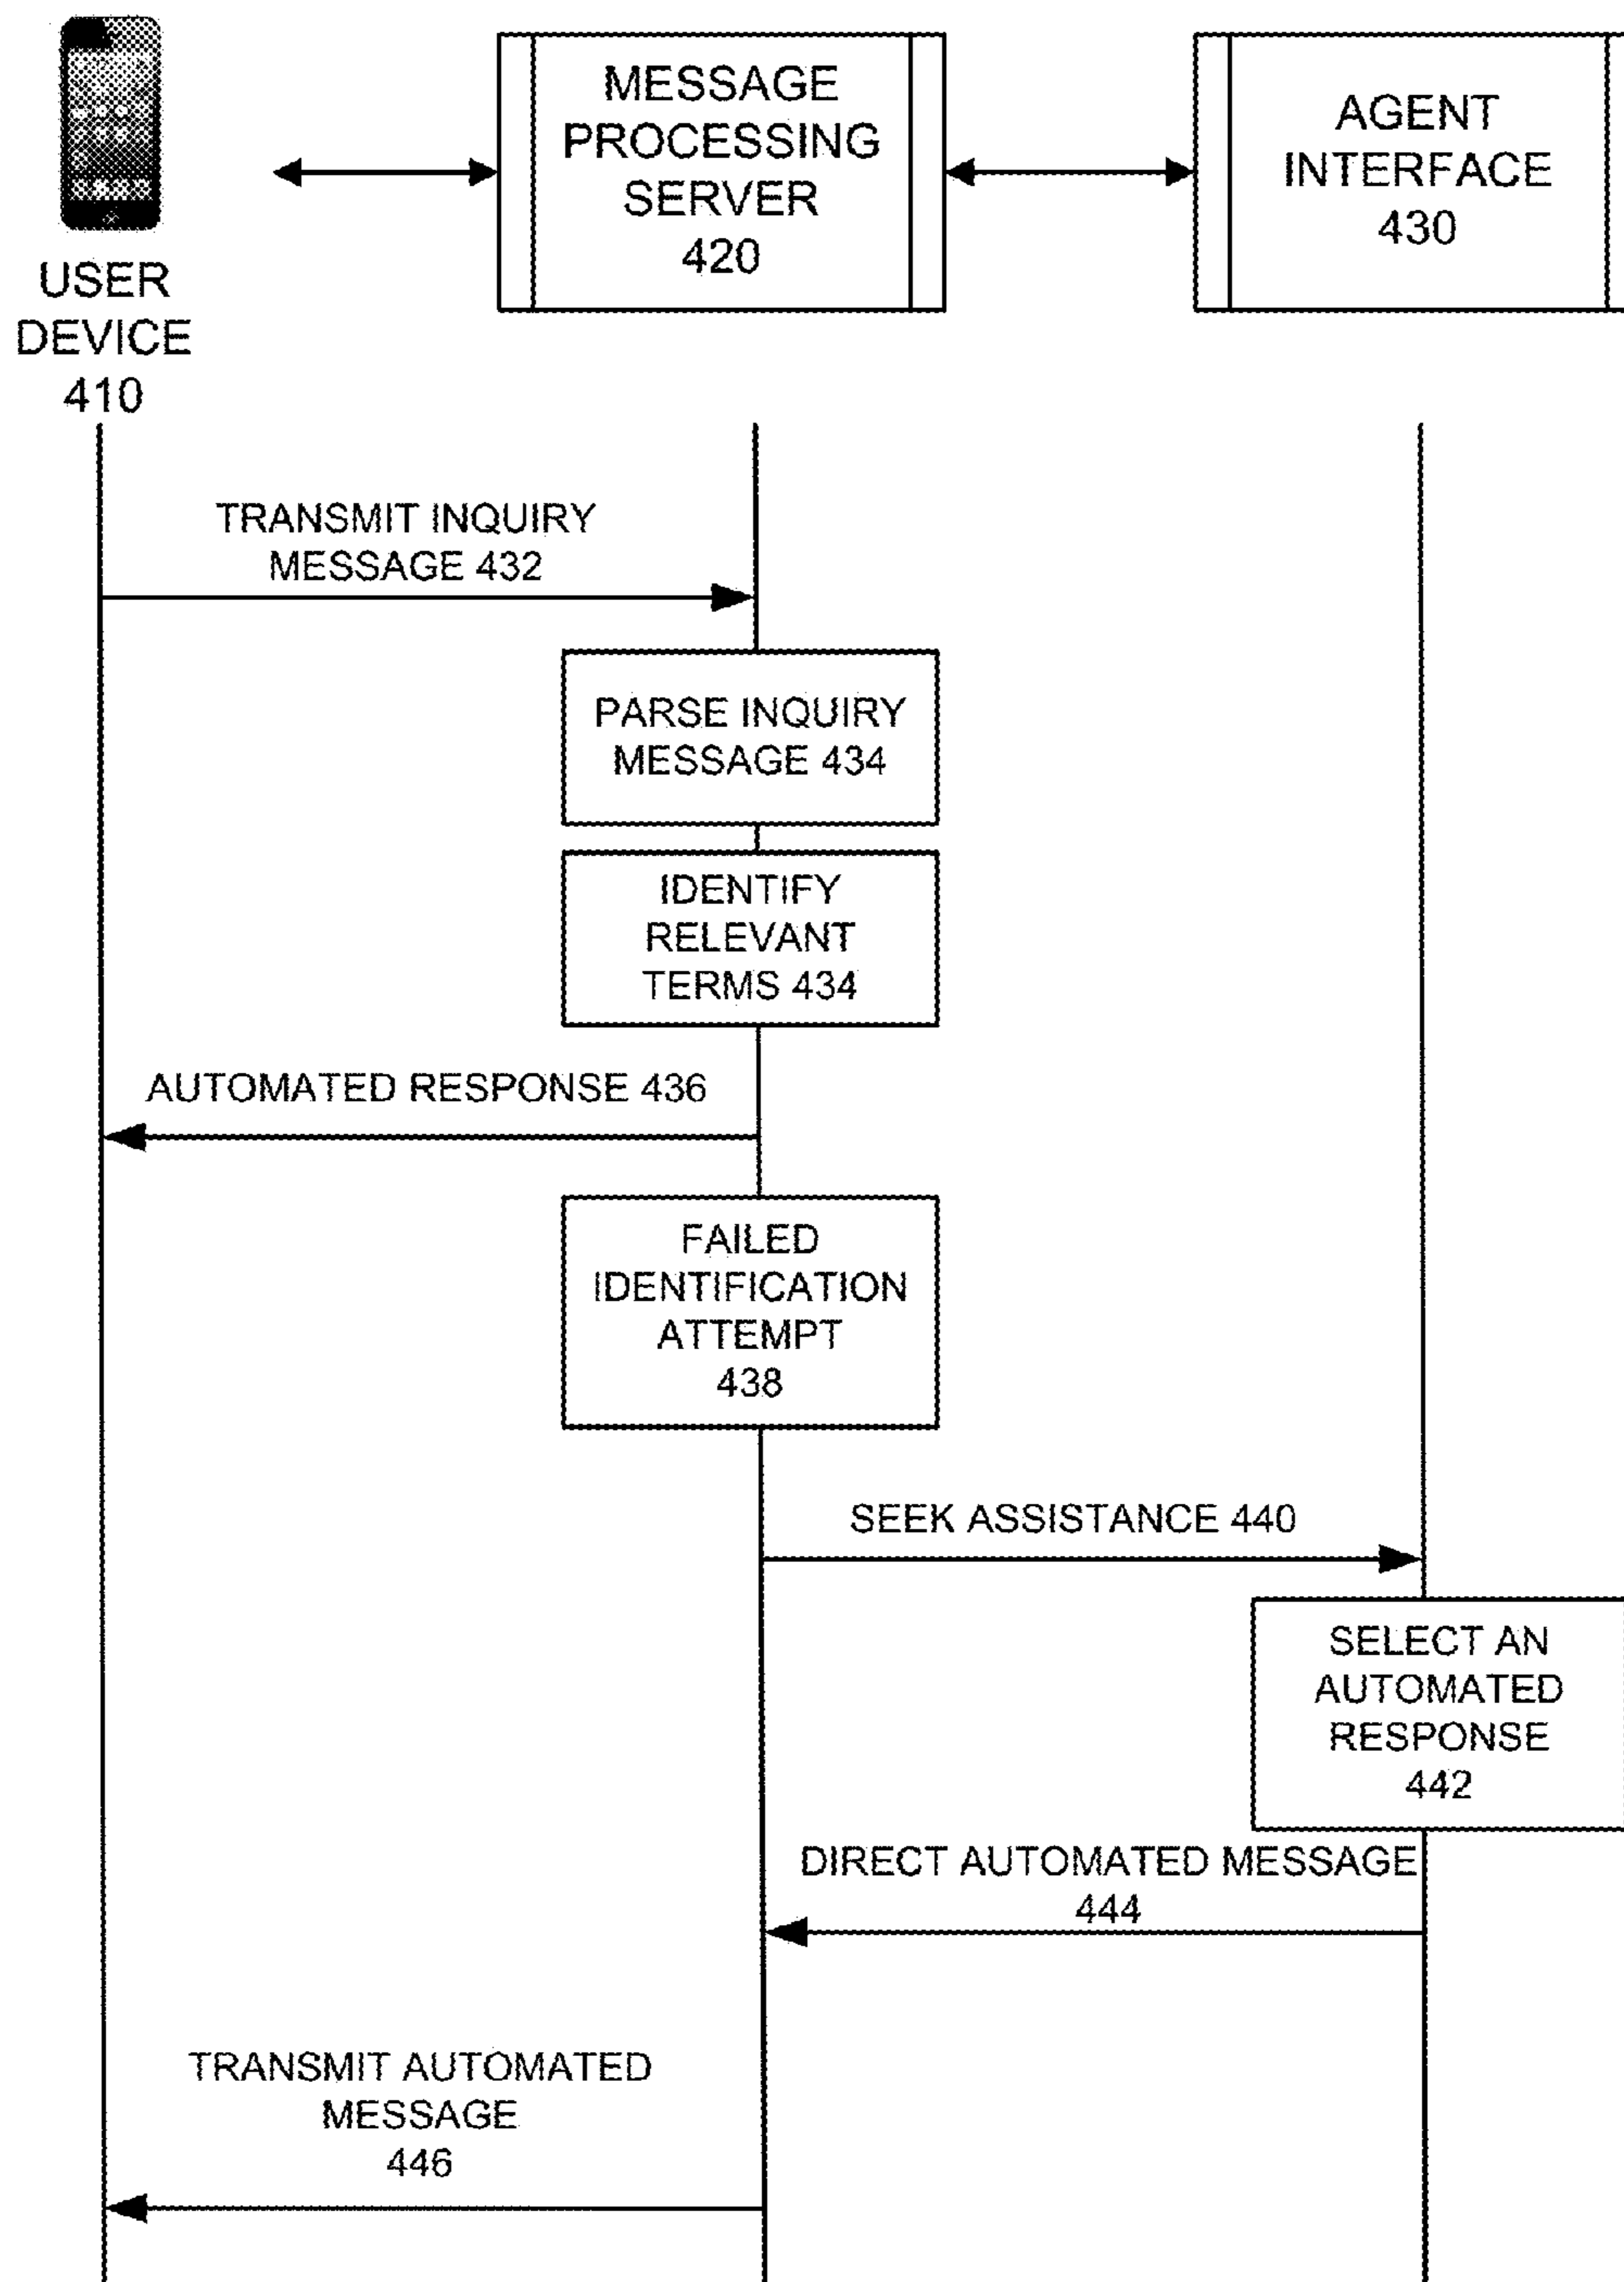 USER
DEVICE
410
MESSAGE
PROCESSING
SERVER
420
AGENT
INTERFACE
430
TRANSMIT INQUIRY
MESSAGE 432
PARSE INQUIRY
MESSAGE 434
IDENTIFY
RELEVANT
TERMS 434
AUTOMATED RESPONSE 436
FAILED
IDENTIFICATION
ATTEMPT
438
SEEK ASSISTANCE 440
SELECT AN
AUTOMATED
RESPONSE
442
DIRECT AUTOMATED MESSAGE
444
TRANSMIT AUTOMATED
MESSAGE
446